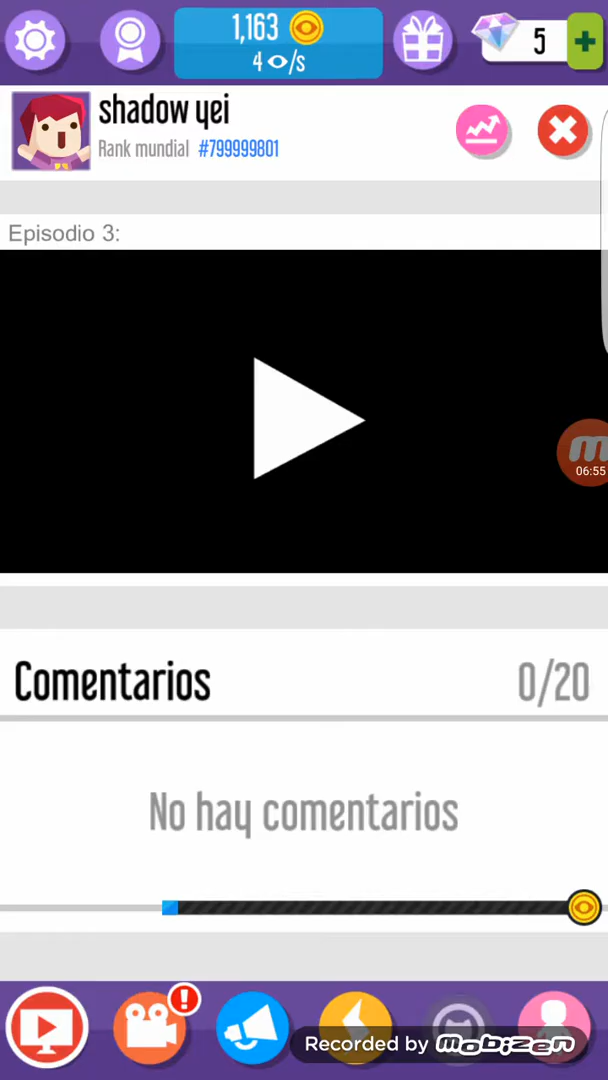 1,163
4 /s
5
shadow yei
Rank mundial #799999801
Episodio 3:
06:55
Comentarios 0/20
No hay comentarios
Recorded by mobizen